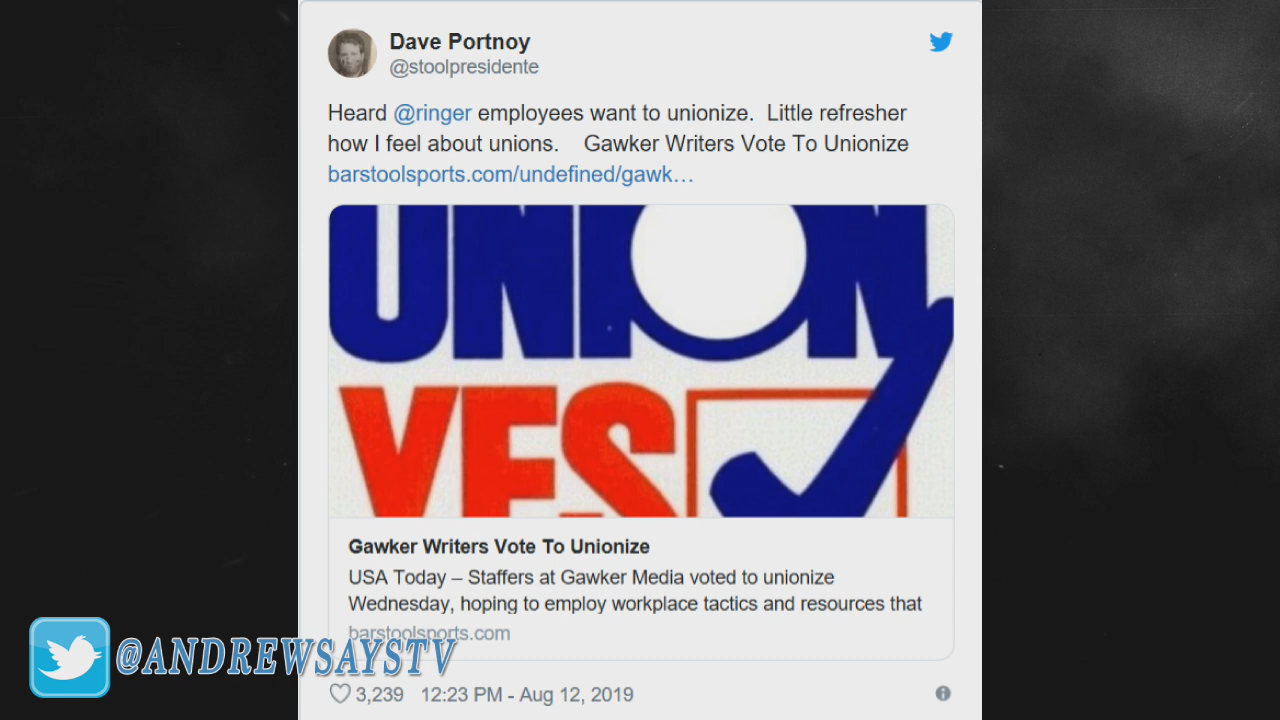 Dave Portnoy
@stoolpresidente
Heard @ringer employees want to unionize.  Little refresher
how I feel about unions.    Gawker Writers Vote To Unionize
barstoolsports.com/undefined/gawk…
UNION
YES
Gawker Writers Vote To Unionize
USA Today – Staffers at Gawker Media voted to unionize
Wednesday, hoping to employ workplace tactics and resources that
barstoolsports.com
@ANDREWSAYSTV
3,239 12:23 PM - Aug 12, 2019